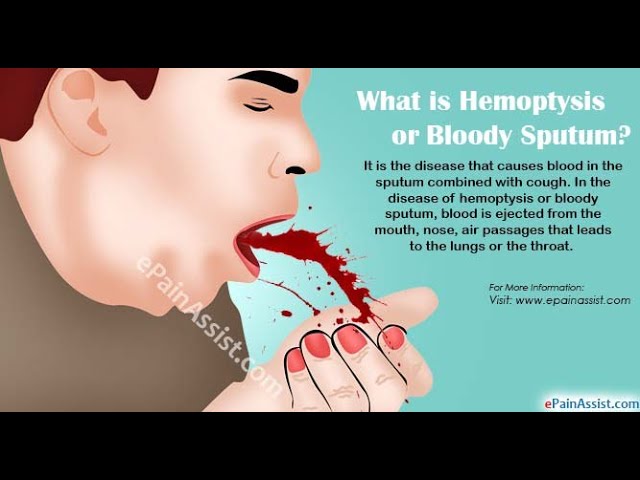 What is Hemoptysis
or Bloody Sputum?
It is the disease that causes blood in the
sputum combined with cough. In the
disease of hemoptysis or bloody
sputum, blood is ejected from the
mouth, nose, air passages that leads
to the lungs or the throat.
For More Information:
Visit: www.epainassist.com
ePainAssist.com
ePainAssist.com